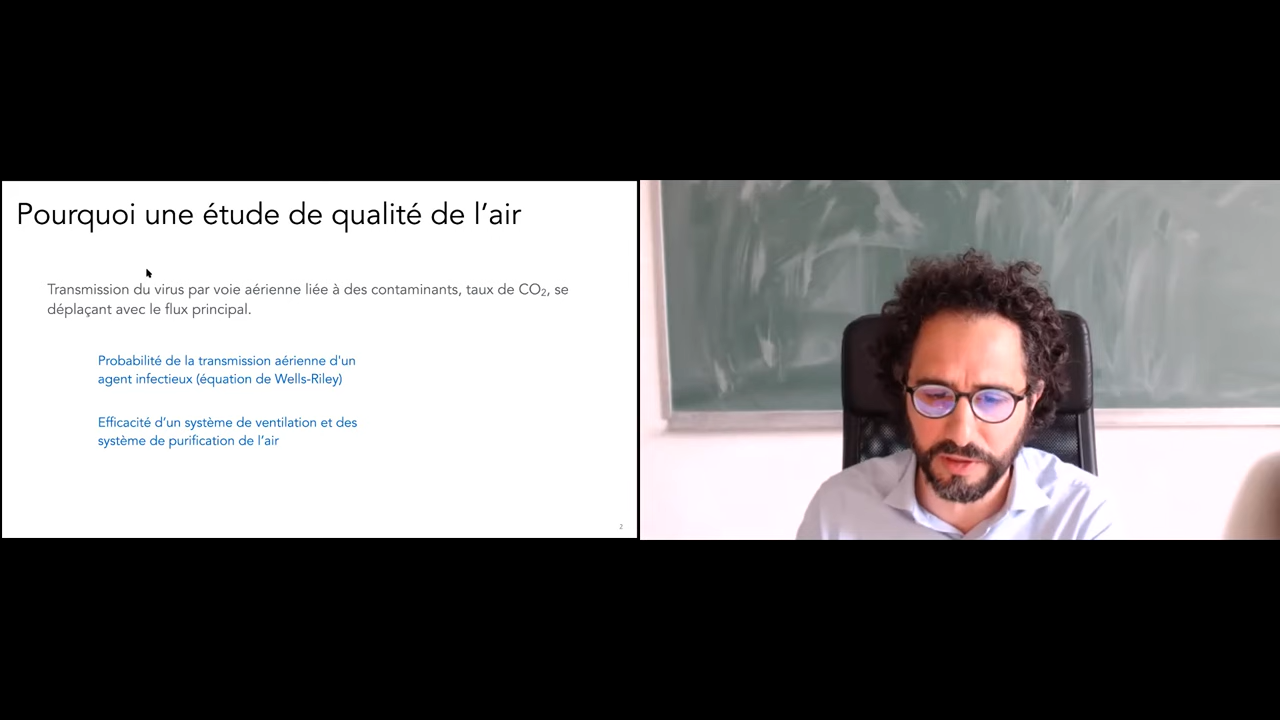 Pourquoi une étude de qualité de l’air
Transmission du virus par voie aérienne liée à des contaminants, taux de CO₂, se
déplaçant avec le flux principal.
Probabilité de la transmission aérienne d'un
agent infectieux (équation de Wells-Riley)
Efficacité d’un système de ventilation et des
système de purification de l’air
2